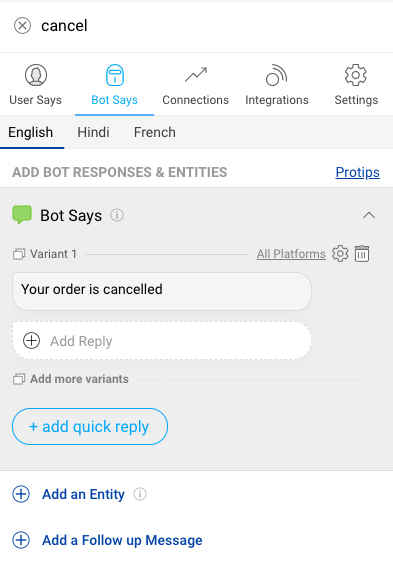 cancel
User Says Bot Says Connections Integrations Settings
English Hindi French
ADD BOT RESPONSES & ENTITIES Protips
Bot Says
Variant 1 All Platforms
Your order is cancelled
Add Reply
Add more variants
+ add quick reply
Add an Entity
Add a Follow up Message